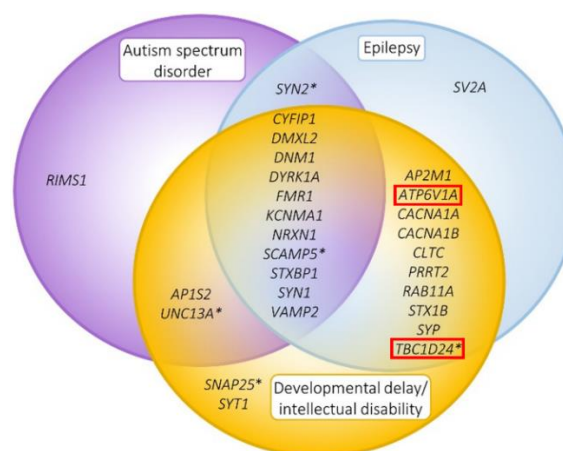 Autism spectrum
disorder
Epilepsy
SYN2*
SV2A
CYFIP1
DMXL2
DNM1
DYRK1A
FMR1
KCNMA1
NRXN1
SCAMP5*
STXBP1
SYN1
VAMP2
RIMS1
AP2M1
ATP6V1A
CACNA1A
CACNA1B
CLTC
PRRT2
RAB11A
STX1B
SYP
TBC1D24*
AP1S2
UNC13A*
SNAP25*
SYT1
Developmental delay/
intellectual disability